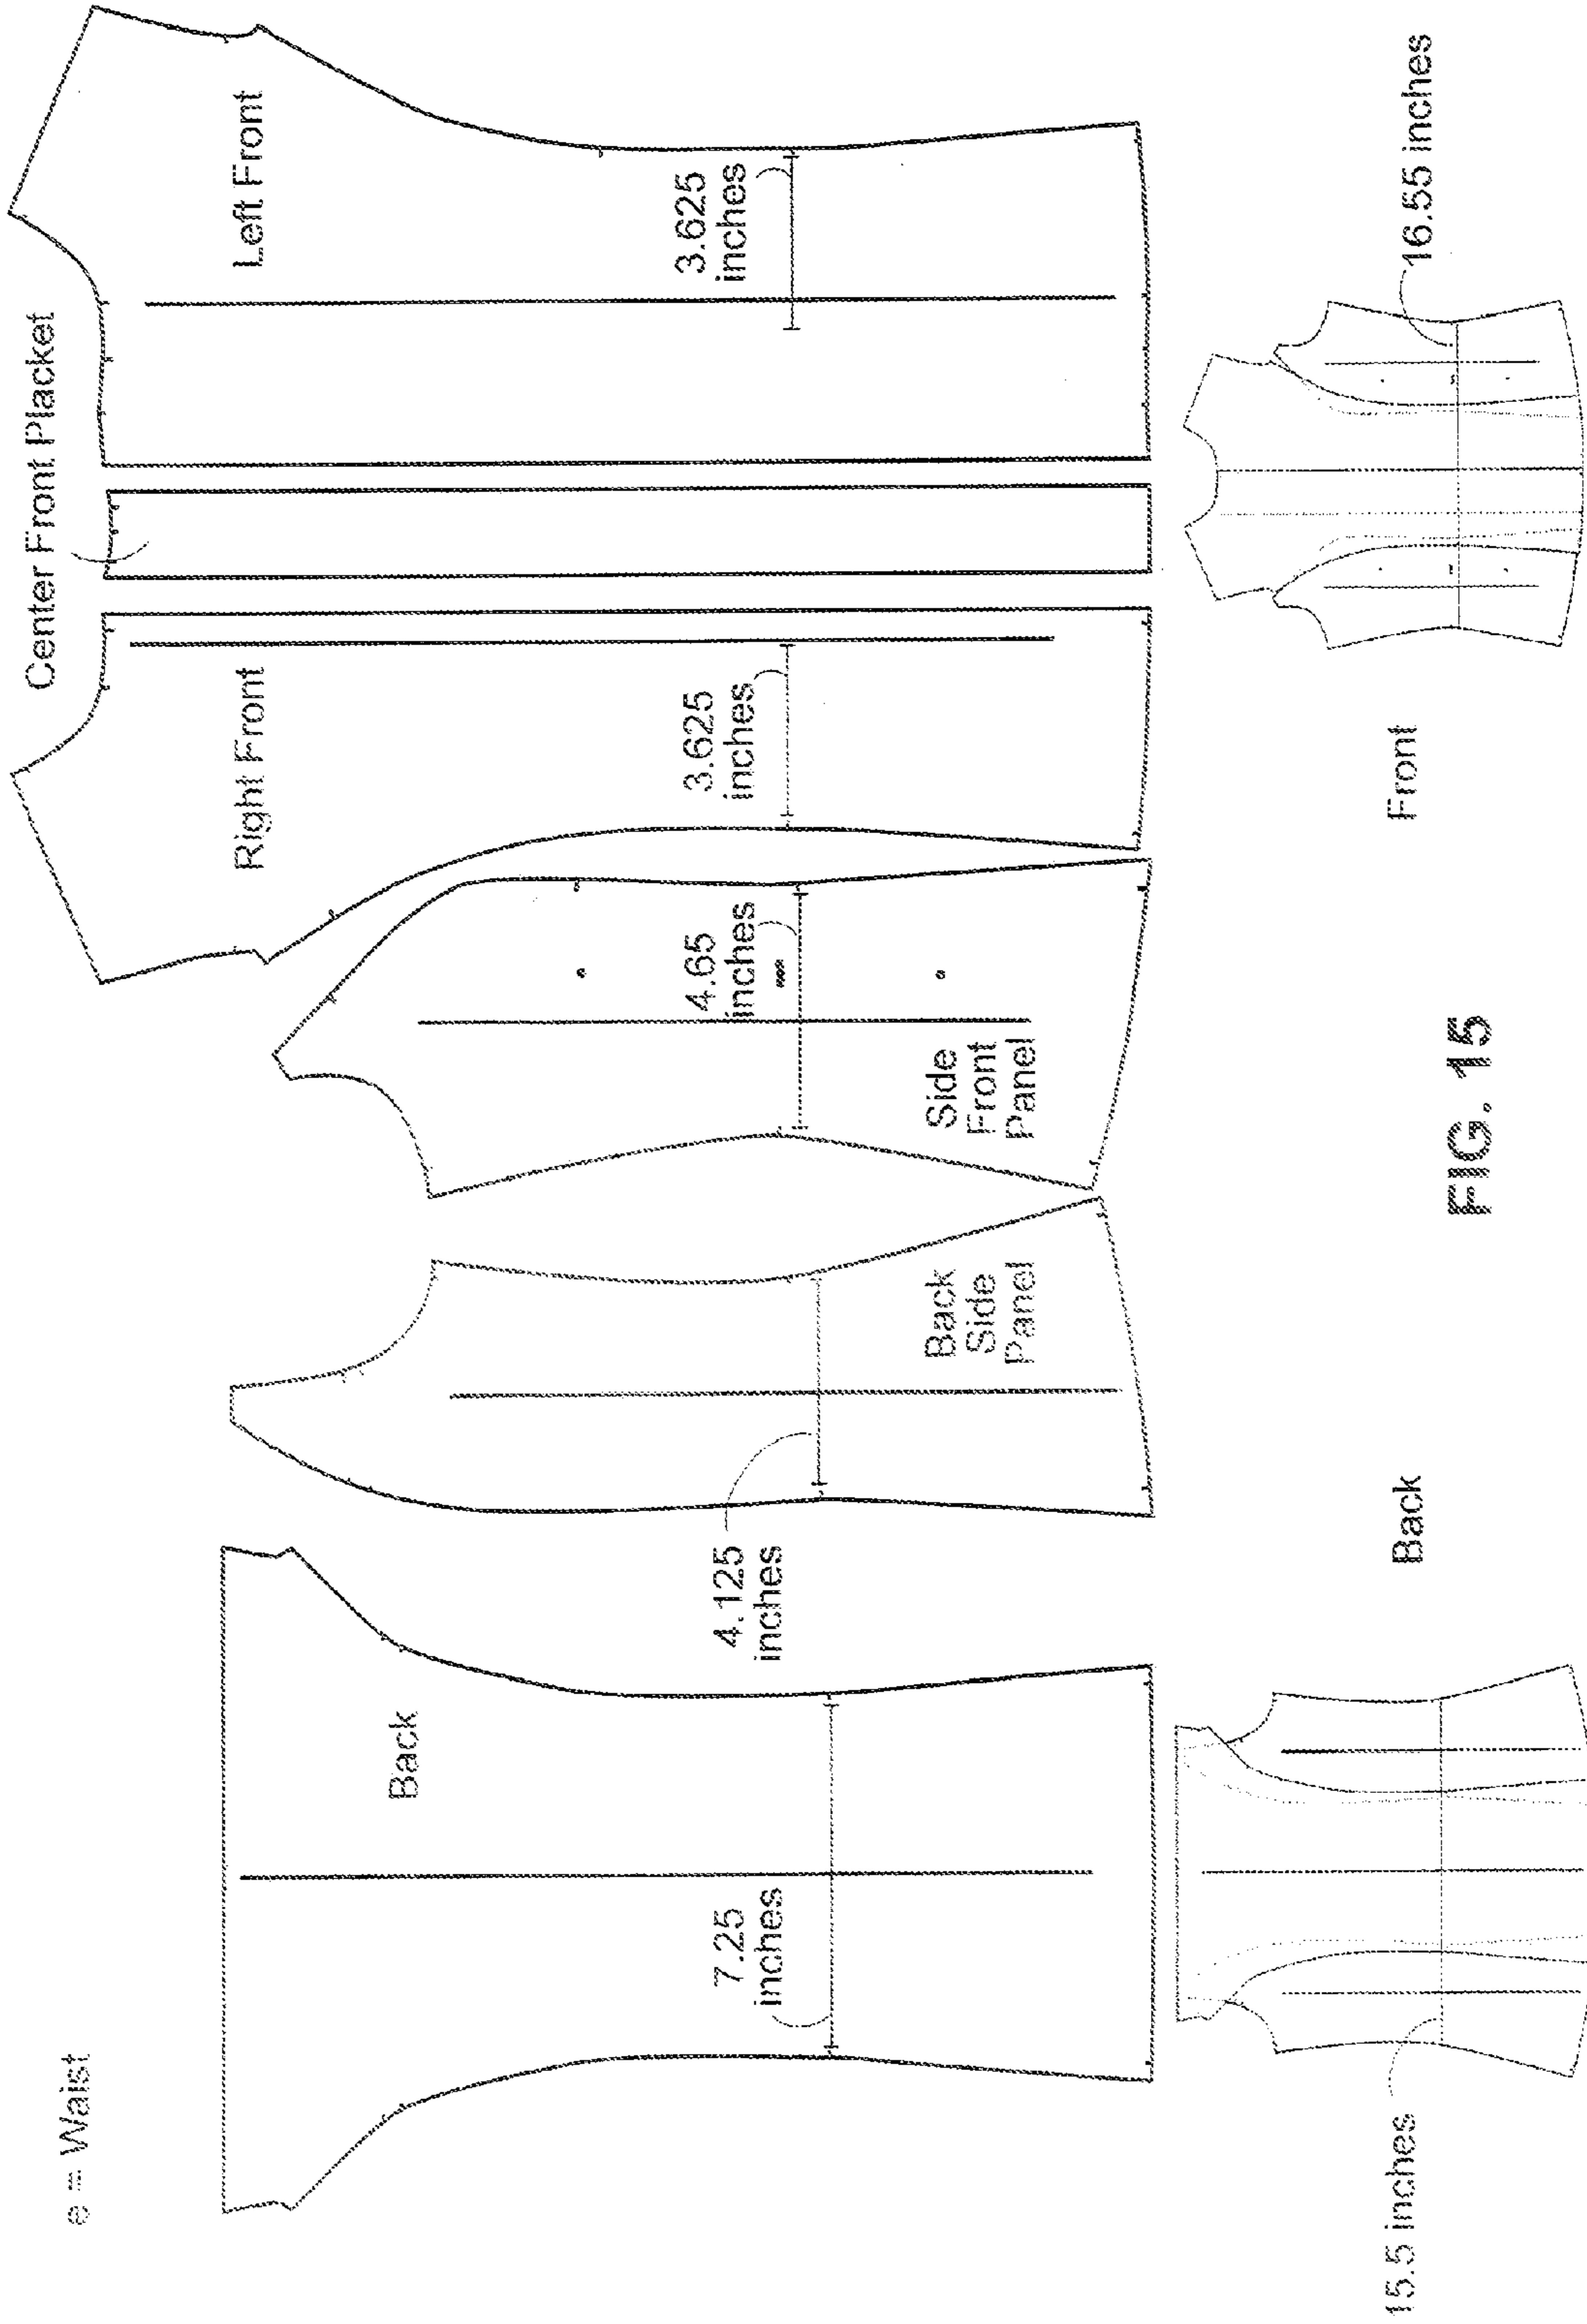 e = Waist
Back
7.25
inches
4.125
inches
Back
Side
Panel
Side
Front
Panel
4.65
inches
Right Front
3.625
inches
Center Front Placket
Left Front
3.625
inches
15.5 inches
Back
Front
16.55 inches
FIG. 15